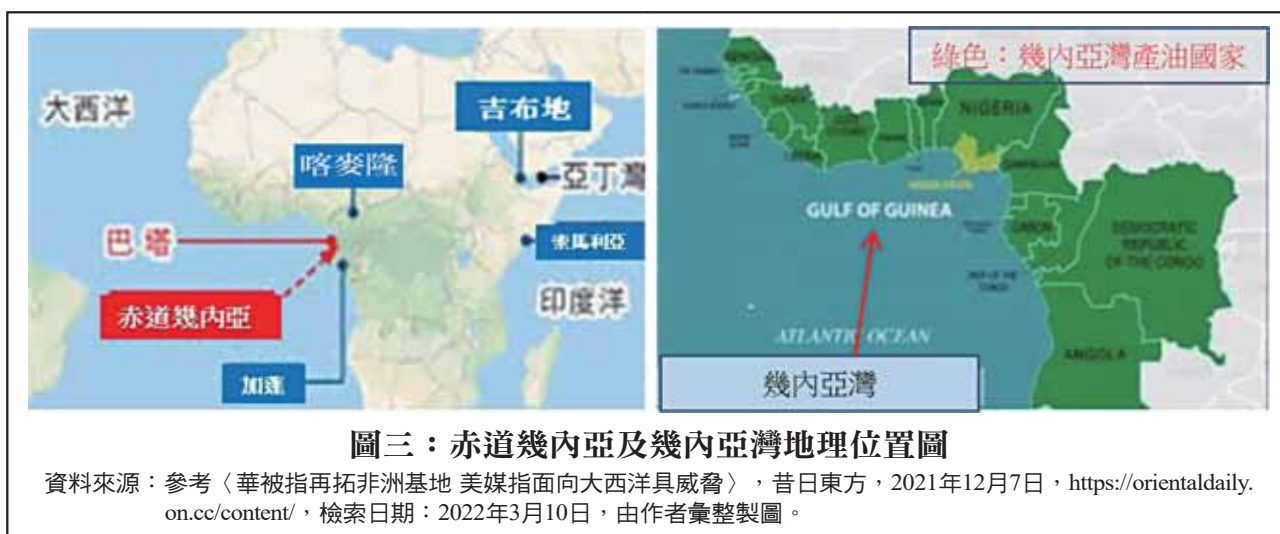 大西洋
吉布地
喀麥隆
亞丁灣
巴塔
索馬利亞
赤道幾內亞
印度洋
加蓬
綠色：幾內亞灣產油國家
NIGERIA
GULF OF GUINEA
GABON
DEMOCRATIC
REPUBLIC
OF THE CONGO
ATLANTIC OCEAN
ANGOLA
幾內亞灣
圖三：赤道幾內亞及幾內亞灣地理位置圖
資料來源：參考〈華被指再拓非洲基地 美媒指面向大西洋具威脅〉，昔日東方，2021年12月7日，https://orientaldaily.
on.cc/content/，檢索日期：2022年3月10日，由作者彙整製圖。